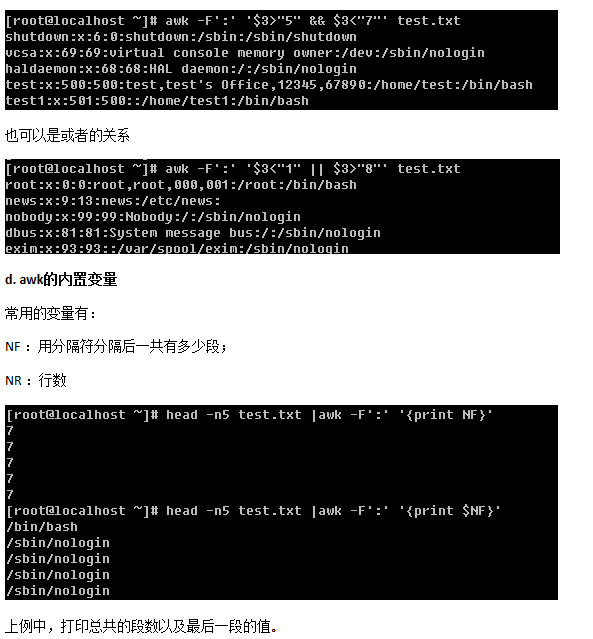 [root@localhost ~]# awk -F':' '$3>"5" && $3<"7"' test.txt
shutdown:x:6:0:shutdown:/sbin:/sbin/shutdown
vcsa:x:69:69:virtual console memory owner:/dev:/sbin/nologin
haldaemon:x:68:68:HAL daemon:/:/sbin/nologin
test:x:500:500:test,test's Office,12345,67890:/home/test:/bin/bash
test1:x:501:500::/home/test1:/bin/bash
也可以是或者的关系
[root@localhost ~]# awk -F':' '$3<"1" || $3>"8"' test.txt
root:x:0:0:root,root,000,001:/root:/bin/bash
news:x:9:13:news:/etc/news:
nobody:x:99:99:Nobody:/:/sbin/nologin
dbus:x:81:81:System message bus:/:/sbin/nologin
exim:x:93:93::/var/spool/exim:/sbin/nologin
d. awk的内置变量
常用的变量有：
NF ：用分隔符分隔后一共有多少段；
NR ：行数
[root@localhost ~]# head -n5 test.txt |awk -F':' '{print NF}'
7
7
7
7
7
[root@localhost ~]# head -n5 test.txt |awk -F':' '{print $NF}'
/bin/bash
/sbin/nologin
/sbin/nologin
/sbin/nologin
/sbin/nologin
上例中，打印总共的段数以及最后一段的值。